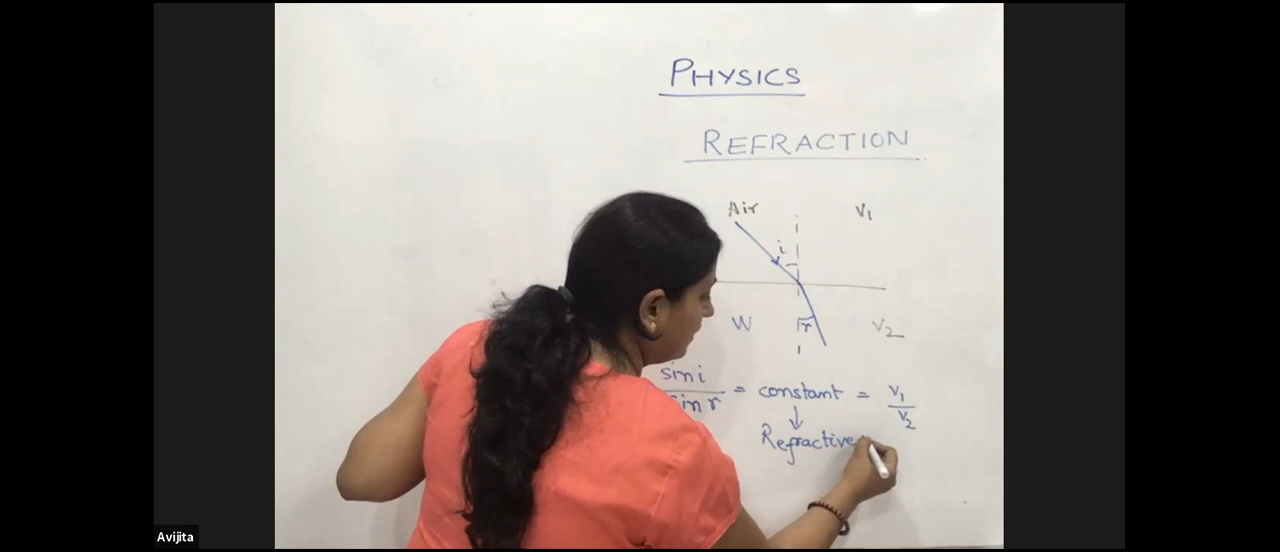 PHYSICS
REFRACTION
Air V1
i
W r V2
sin i
sin r = constant = V1
V2
↓
Refractive
Avijita